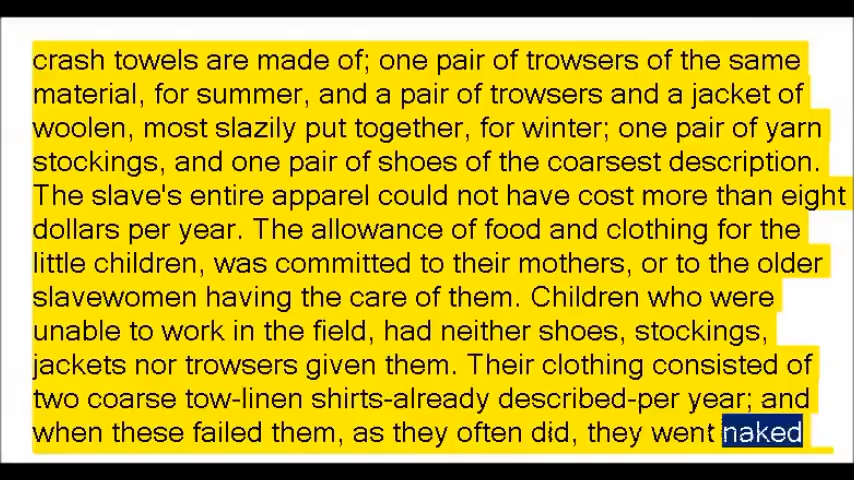 crash towels are made of; one pair of trowsers of the same
material, for summer, and a pair of trowsers and a jacket of
woolen, most slazily put together, for winter; one pair of yarn
stockings, and one pair of shoes of the coarsest description.
The slave's entire apparel could not have cost more than eight
dollars per year. The allowance of food and clothing for the
little children, was committed to their mothers, or to the older
slavewomen having the care of them. Children who were
unable to work in the field, had neither shoes, stockings,
jackets nor trowsers given them. Their clothing consisted of
two coarse tow-linen shirts-already described-per year; and
when these failed them, as they often did, they went naked